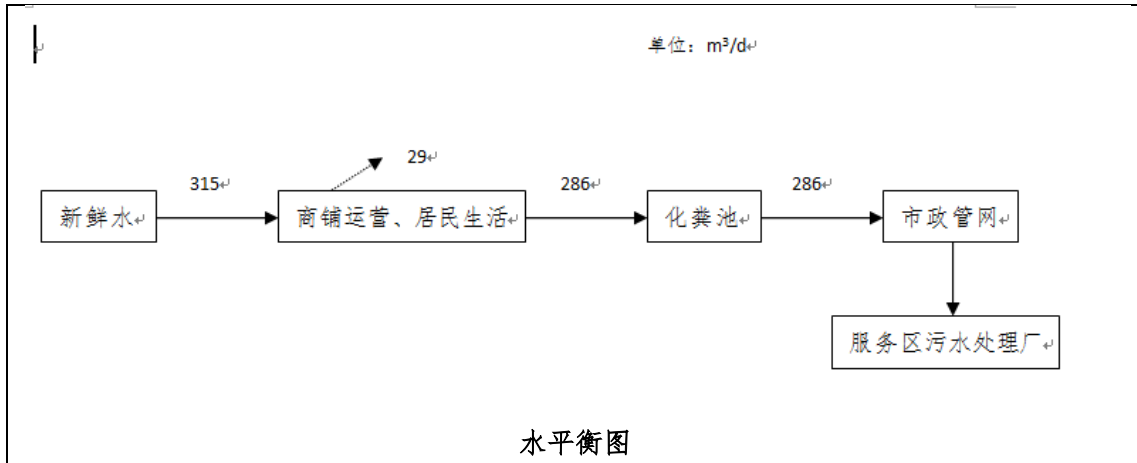 单位：m³/d
29
315
286
286
新鲜水
商铺运营、居民生活
化粪池
市政管网
服务区污水处理厂
水平衡图